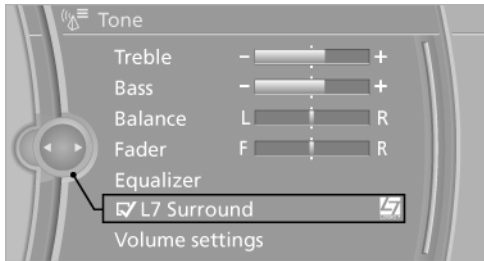 Tone
Treble - +
Bass - +
Balance L R
Fader F R
Equalizer
L7 Surround
Volume settings